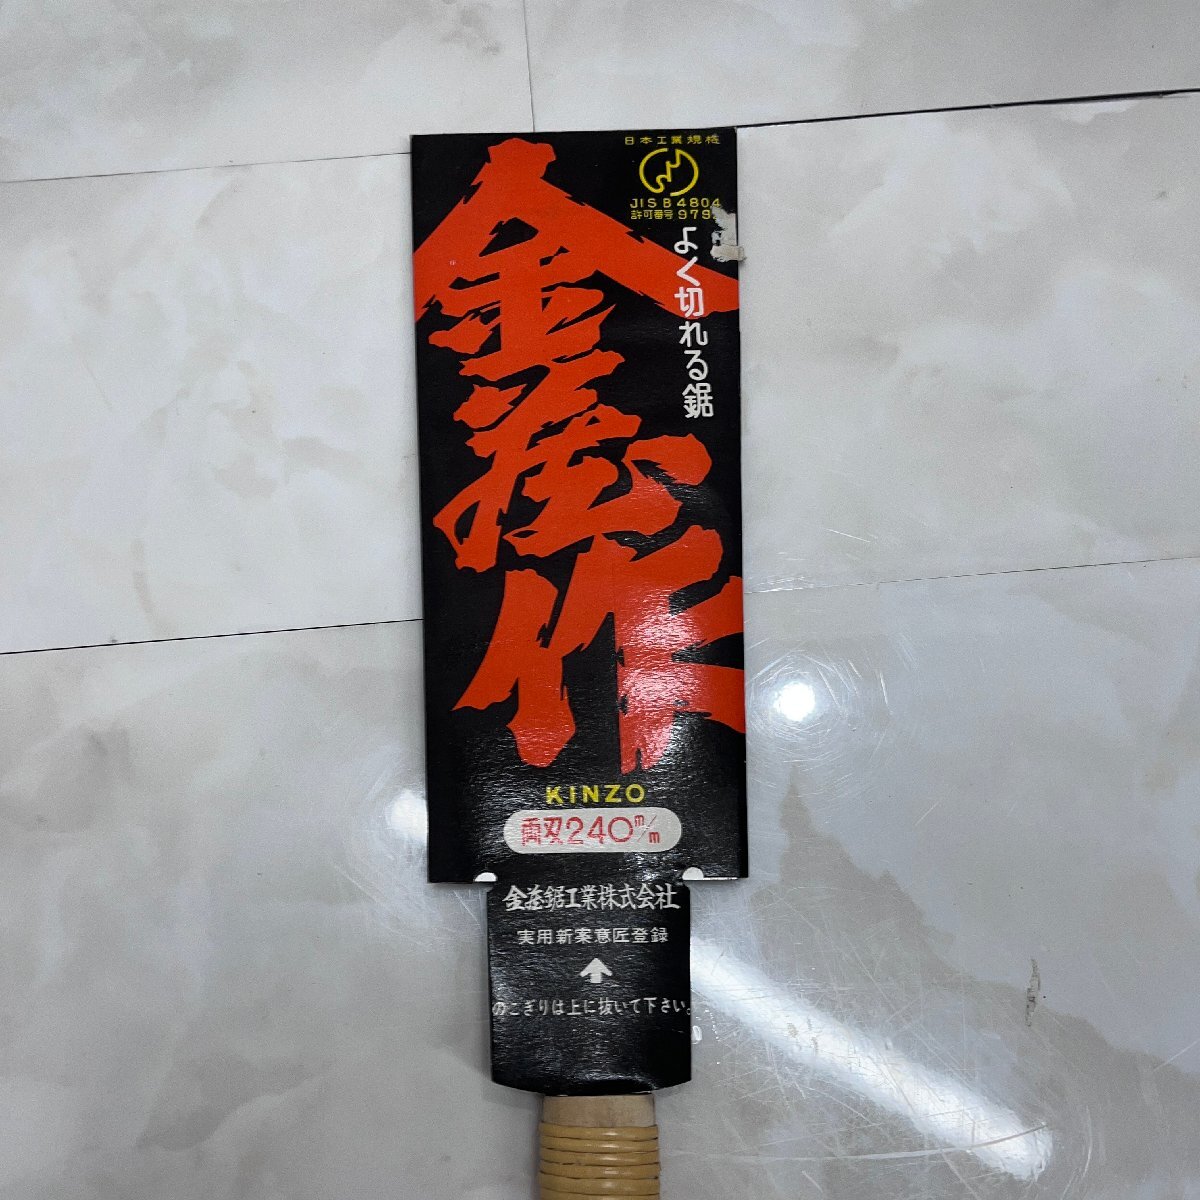 日本工業規格
JIS B 4804
許可番号 979
よく切れる鋸
金蔵作
KINZO
両刃240m/m
金蔵鋸工業株式会社
実用新案意匠登録
↑
のこぎりは上に抜いて下さい。